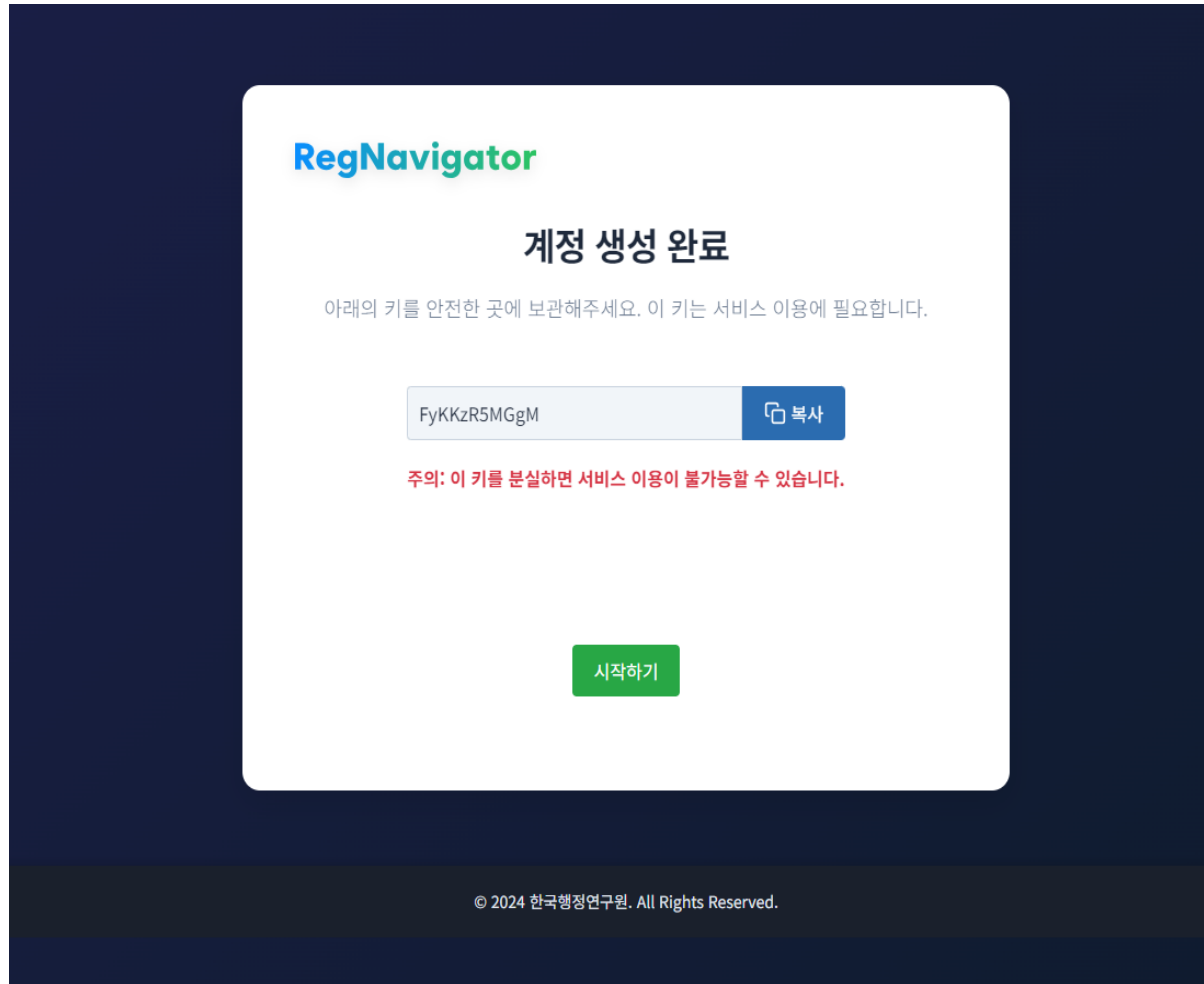 RegNavigator
계정 생성 완료
아래의 키를 안전한 곳에 보관해주세요. 이 키는 서비스 이용에 필요합니다.
FyKKzR5MGgM
복사
주의: 이 키를 분실하면 서비스 이용이 불가능할 수 있습니다.
시작하기
© 2024 한국행정연구원. All Rights Reserved.